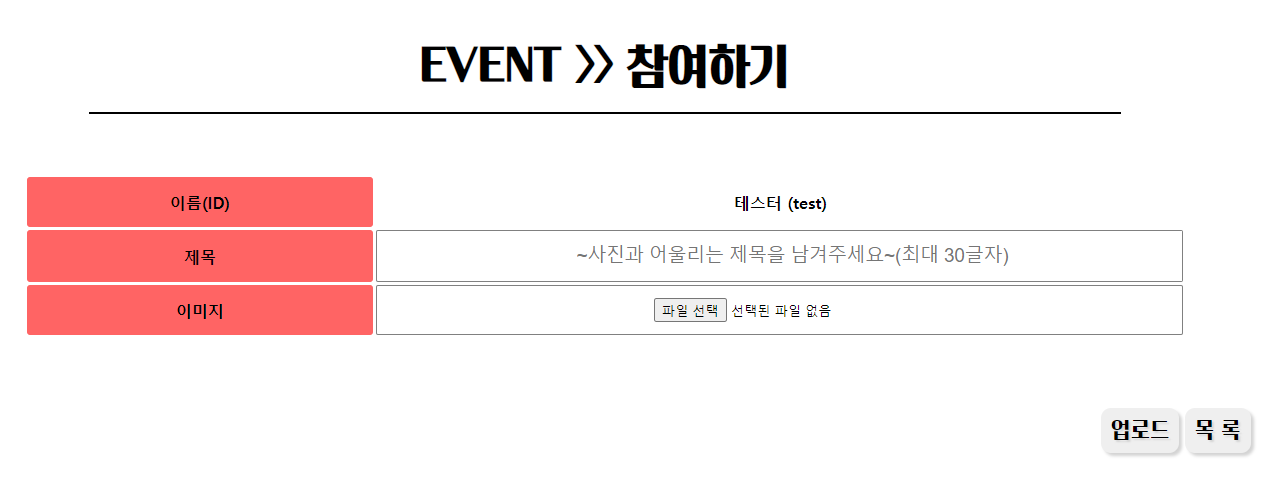 EVENT >> 참여하기
이름(ID) 테스터 (test)
제목 ~사진과 어울리는 제목을 남겨주세요~(최대 30글자)
이미지 파일 선택 선택된 파일 없음
업로드 목 록